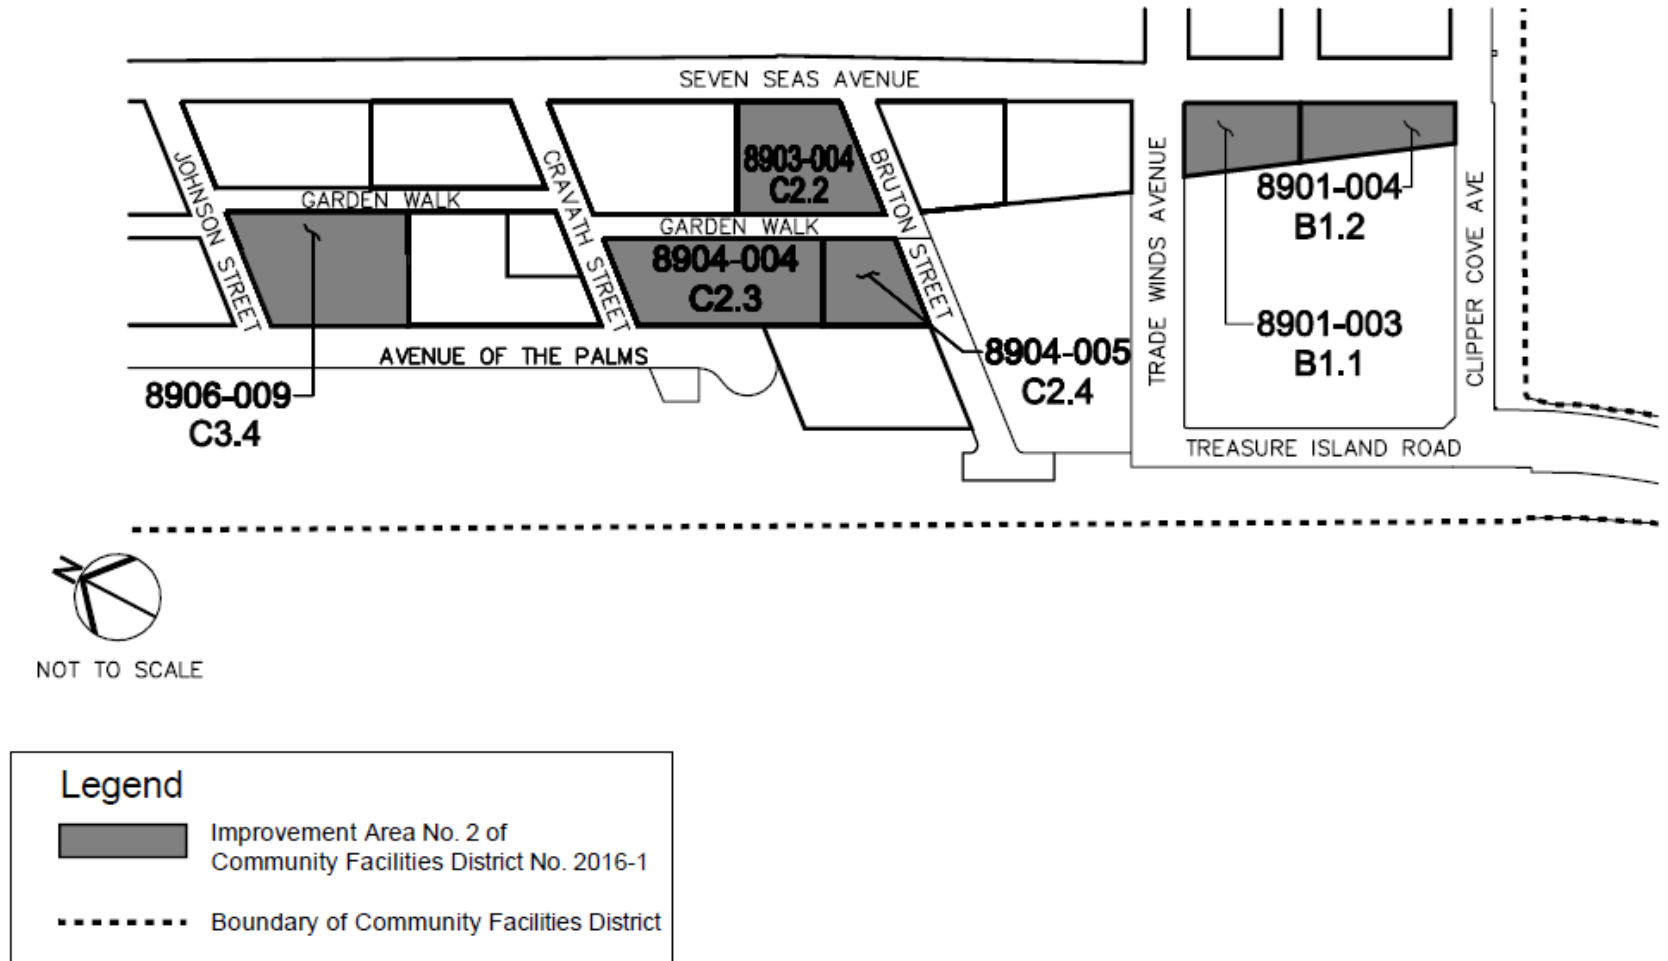 SEVEN SEAS AVENUE
JOHNSON STREET
GARDEN WALK
CRAVATH STREET
8903-004
C2.2
BRUTON STREET
GARDEN WALK
8904-004
C2.3
TRADE WINDS AVENUE
8901-004
B1.2
CLIPPER COVE AVE
8901-003
B1.1
8904-005
C2.4
AVENUE OF THE PALMS
8906-009
C3.4
TREASURE ISLAND ROAD
N
NOT TO SCALE
Legend
Improvement Area No. 2 of
Community Facilities District No. 2016-1
Boundary of Community Facilities District